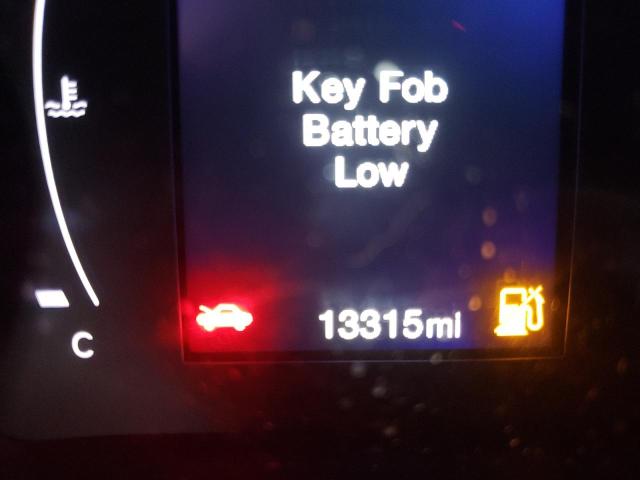 Key Fob
Battery
Low
13315mi
C